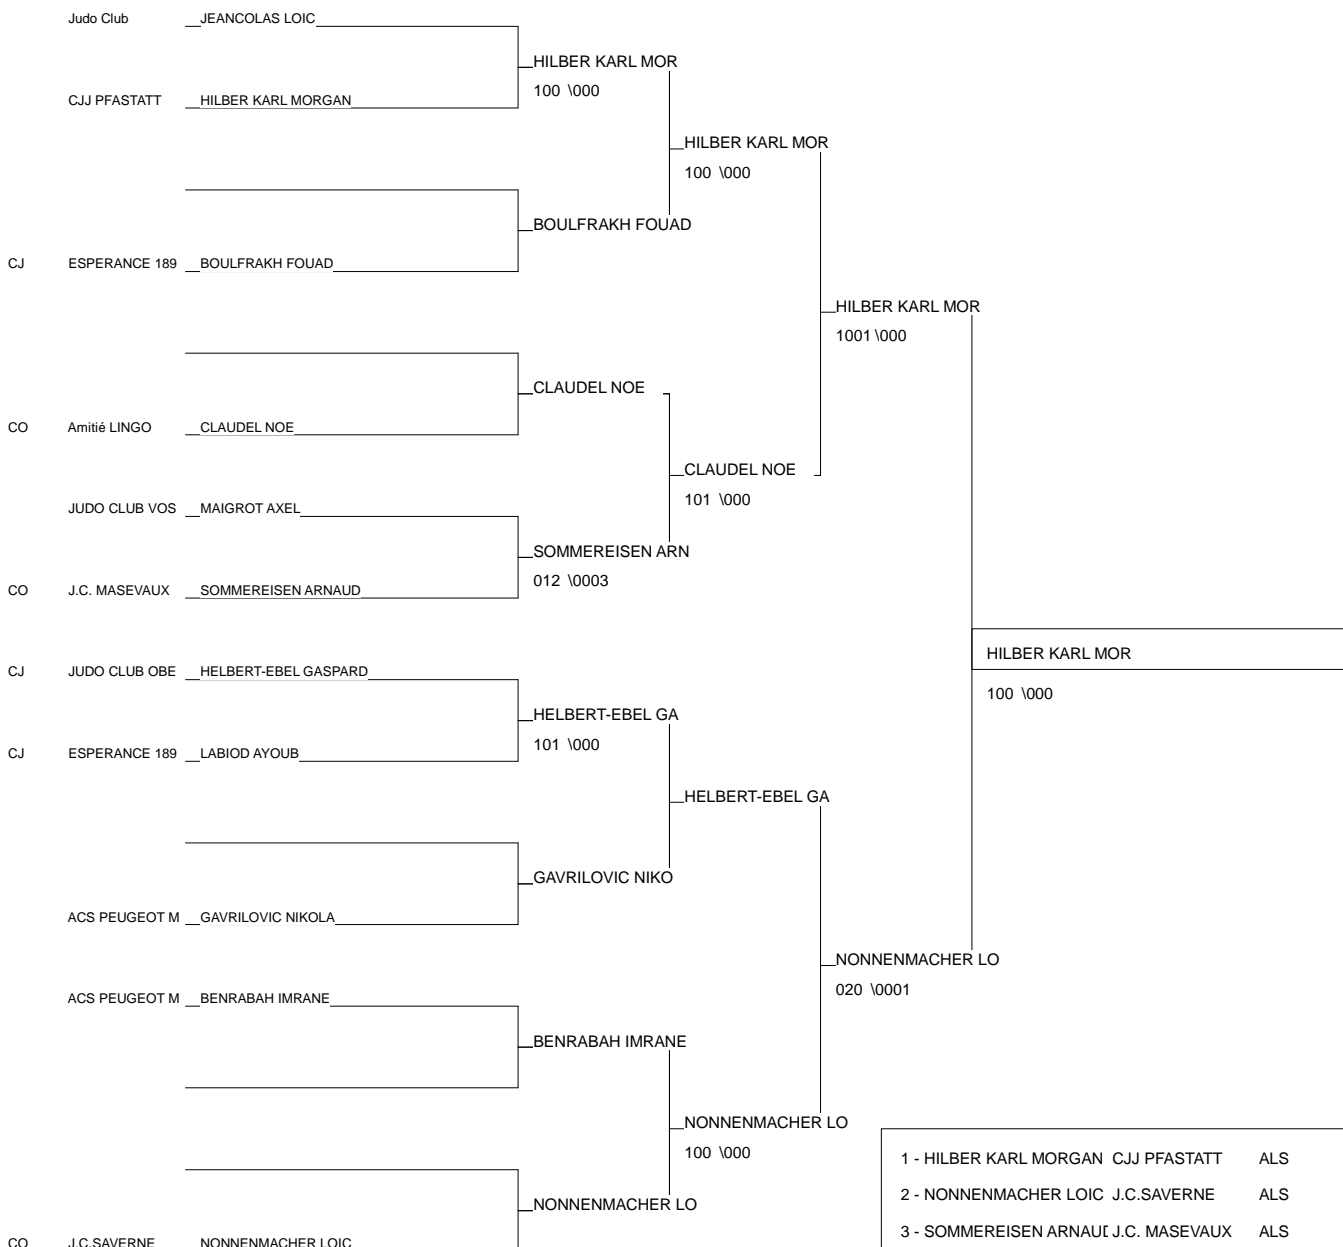 Judo Club JEANCOLAS LOIC
HILBER KARL MOR
100 \000
CJJ PFASTATT HILBER KARL MORGAN
HILBER KARL MOR
100 \000
BOULFRAKH FOUAD
CJ ESPERANCE 189 BOULFRAKH FOUAD
HILBER KARL MOR
1001 \000
CLAUDEL NOE
CO Amitié LINGO CLAUDEL NOE
CLAUDEL NOE
101 \000
JUDO CLUB VOS MAIGROT AXEL
SOMMEREISEN ARN
012 \0003
CO J.C. MASEVAUX SOMMEREISEN ARNAUD
HILBER KARL MOR
100 \000
CJ JUDO CLUB OBE HELBERT-EBEL GASPARD
HELBERT-EBEL GA
101 \000
CJ ESPERANCE 189 LABIOD AYOUB
HELBERT-EBEL GA
GAVRILOVIC NIKO
ACS PEUGEOT M GAVRILOVIC NIKOLA
NONNENMACHER LO
020 \0001
ACS PEUGEOT M BENRABAH IMRANE
BENRABAH IMRANE
NONNENMACHER LO
100 \000
1 - HILBER KARL MORGAN CJJ PFASTATT ALS
2 - NONNENMACHER LOIC J.C.SAVERNE ALS
NONNENMACHER LO
3 - SOMMEREISEN ARNAUD J.C. MASEVAUX ALS
CO J.C.SAVERNE NONNENMACHER LOIC